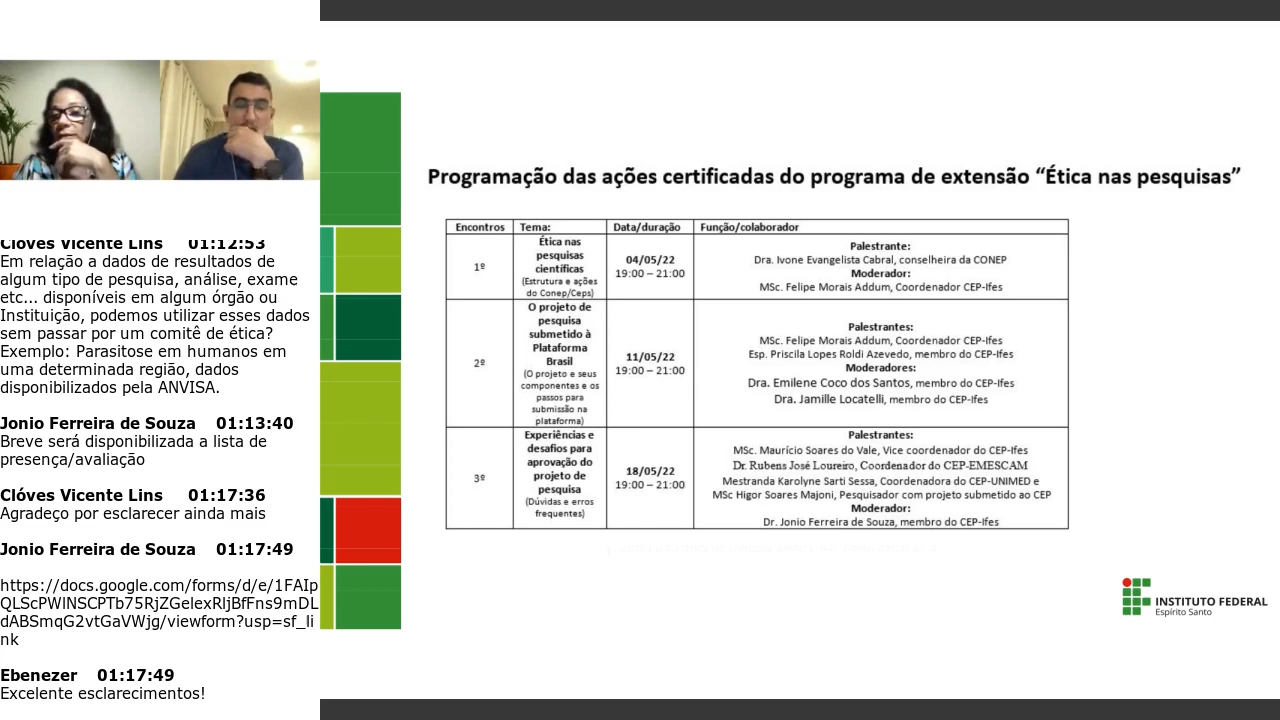 Clóves Vicente Lins 01:12:53
Em relação a dados de resultados de
algum tipo de pesquisa, análise, exame
etc... disponíveis em algum órgão ou
Instituição, podemos utilizar esses dados
sem passar por um comitê de ética?
Exemplo: Parasitose em humanos em
uma determinada região, dados
disponibilizados pela ANVISA.
Jonio Ferreira de Souza 01:13:40
Breve será disponibilizada a lista de
presença/avaliação
Clóves Vicente Lins 01:17:36
Agradeço por esclarecer ainda mais
Jonio Ferreira de Souza 01:17:49
https://docs.google.com/forms/d/e/1FAIp
QLScPWlNSCPTb75RjZGelexRljBfFns9mDL
dABSmqG2vtGaVWjg/viewform?usp=sf_li
nk
Ebenezer 01:17:49
Excelente esclarecimentos!
Programação das ações certificadas do programa de extensão “Ética nas pesquisas”
Encontros Tema: Data/duração Função/colaborador
1º
Ética nas
pesquisas
científicas
(Estrutura e ações
do Conep/Ceps)
04/05/22
19:00 – 21:00
Palestrante:
Dra. Ivone Evangelista Cabral, conselheira da CONEP
Moderador:
MSc. Felipe Morais Addum, Coordenador CEP-Ifes
2º
O projeto de
pesquisa
submetido à
Plataforma
Brasil
(O projeto e seus
componentes e os
passos para
submissão na
plataforma)
11/05/22
19:00 – 21:00
Palestrantes:
MSc. Felipe Morais Addum, Coordenador CEP-Ifes
Esp. Priscila Lopes Roldi Azevedo, membro do CEP-Ifes
Moderadores:
Dra. Emilene Coco dos Santos, membro do CEP-Ifes
Dra. Jamille Locatelli, membro do CEP-Ifes
3º
Experiências e
desafios para
aprovação do
projeto de
pesquisa
(Dúvidas e erros
frequentes)
18/05/22
19:00 – 21:00
Palestrantes:
MSc. Maurício Soares do Vale, Vice coordenador do CEP-Ifes
Dr. Rubens José Loureiro, Coordenador do CEP-EMESCAM
Mestranda Karolyne Sarti Sessa, Coordenadora do CEP-UNIMED e
MSc Higor Soares Majoni, Pesquisador com projeto submetido ao CEP
Moderador:
Dr. Jonio Ferreira de Souza, membro do CEP-Ifes
INSTITUTO FEDERAL
Espírito Santo